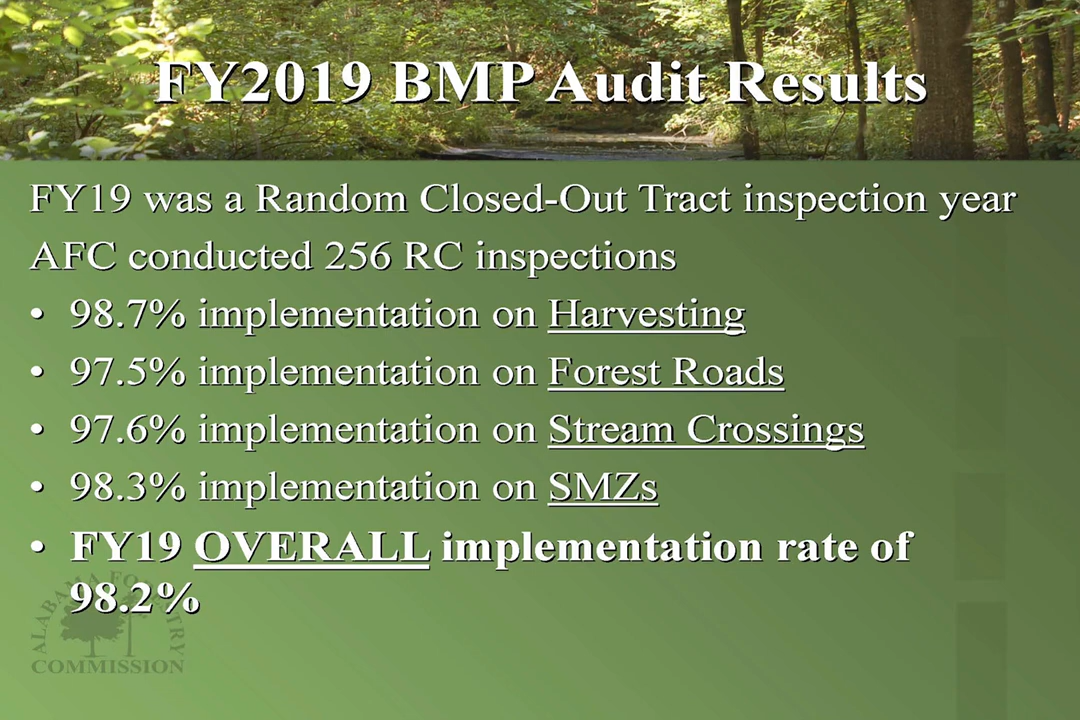 FY2019 BMP Audit Results
FY19 was a Random Closed-Out Tract inspection year
AFC conducted 256 RC inspections
• 98.7% implementation on Harvesting
• 97.5% implementation on Forest Roads
• 97.6% implementation on Stream Crossings
• 98.3% implementation on SMZs
• FY19 OVERALL implementation rate of
98.2%
ALABAMA FORESTRY
COMMISSION